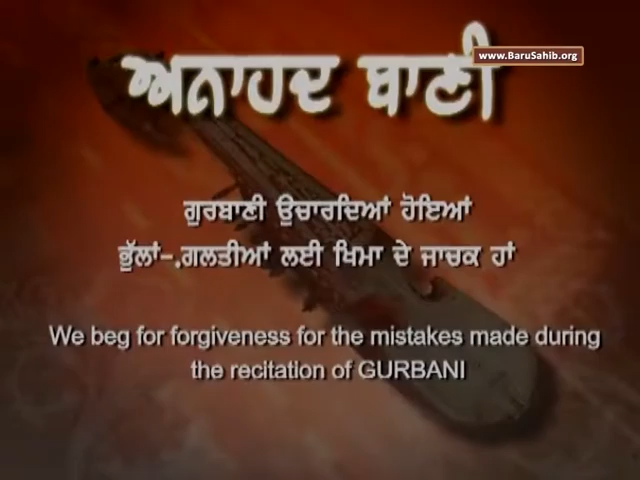 www.BaruSahib.org
ਅਨਾਹਦ ਬਾਣੀ
ਗੁਰਬਾਣੀ ਉਚਾਰਦਿਆਂ ਹੋਇਆਂ
ਭੁੱਲਾਂ-ਗ਼ਲਤੀਆਂ ਲਈ ਖਿਮਾ ਦੇ ਜਾਚਕ ਹਾਂ
We beg for forgiveness for the mistakes made during
the recitation of GURBANI